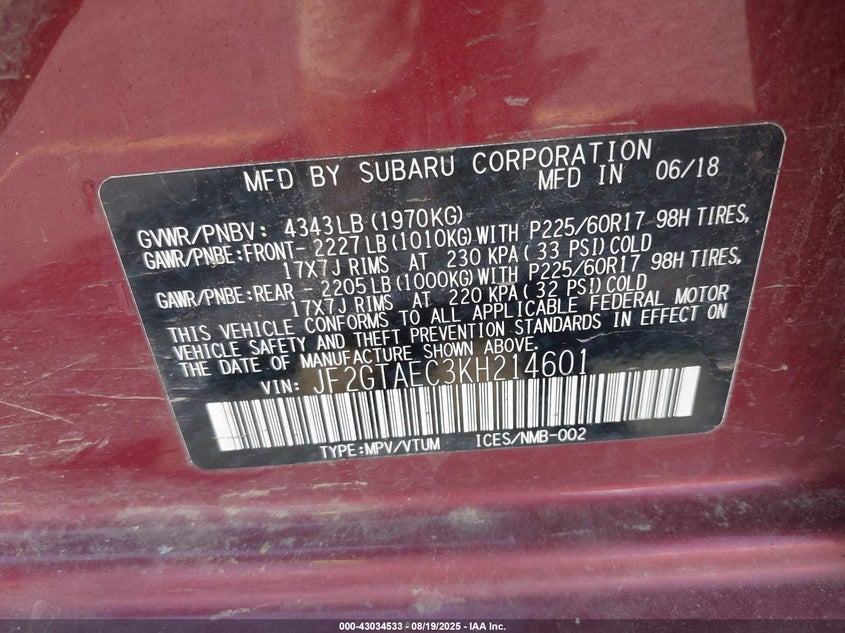 MFD BY SUBARU CORPORATION
MFD IN 06/18
GVWR/PNBV: 4343LB (1970KG)
GAWR/PNBE:FRONT- 2227LB (1010KG) WITH P225/60R17 98H TIRES,
17X7J RIMS AT 230 KPA ( 33 PSI) COLD
GAWR/PNBE:REAR - 2205LB (1000KG) WITH P225/60R17 98H TIRES,
17X7J RIMS AT 220 KPA ( 32 PSI) COLD
THIS VEHICLE CONFORMS TO ALL APPLICABLE FEDERAL MOTOR
VEHICLE SAFETY AND THEFT PREVENTION STANDARDS IN EFFECT ON
THE DATE OF MANUFACTURE SHOWN ABOVE.
VIN: JF2GTAEC3KH214601
TYPE:MPV/VTUM ICES/NMB-002
000-43034533 - 08/19/2025 - IAA Inc.